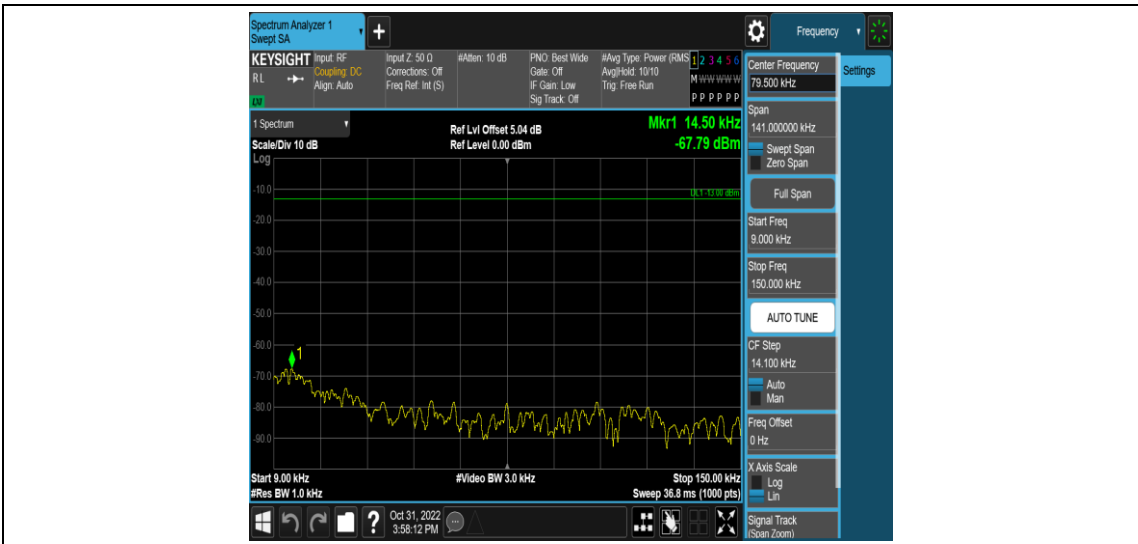 Spectrum Analyzer 1
Swept SA
+
Frequency
KEYSIGHT
RL
LXI
Input: RF
Coupling: DC
Align: Auto
Input Z: 50 Ω
Corrections: Off
Freq Ref: Int (S)
#Atten: 10 dB
PNO: Best Wide
Gate: Off
IF Gain: Low
Sig Track: Off
#Avg Type: Power (RMS
Avg|Hold: 10/10
Trig: Free Run
1 2 3 4 5 6
M W W W W W
P P P P P P
Center Frequency
79.500 kHz
Settings
Span
141.000000 kHz
Swept Span
Zero Span
Full Span
Start Freq
9.000 kHz
Stop Freq
150.000 kHz
AUTO TUNE
CF Step
14.100 kHz
Auto
Man
Freq Offset
0 Hz
X Axis Scale
Log
Lin
Signal Track
(Span Zoom)
1 Spectrum
Scale/Div 10 dB
Log
Ref Lvl Offset 5.04 dB
Ref Level 0.00 dBm
Mkr1 14.50 kHz
-67.79 dBm
DL1 -13.00 dBm
-10.0
-20.0
-30.0
-40.0
-50.0
-60.0
1
-70.0
-80.0
-90.0
Start 9.00 kHz
#Res BW 1.0 kHz
#Video BW 3.0 kHz
Stop 150.00 kHz
Sweep 36.8 ms (1000 pts)
?
Oct 31, 2022
3:58:12 PM